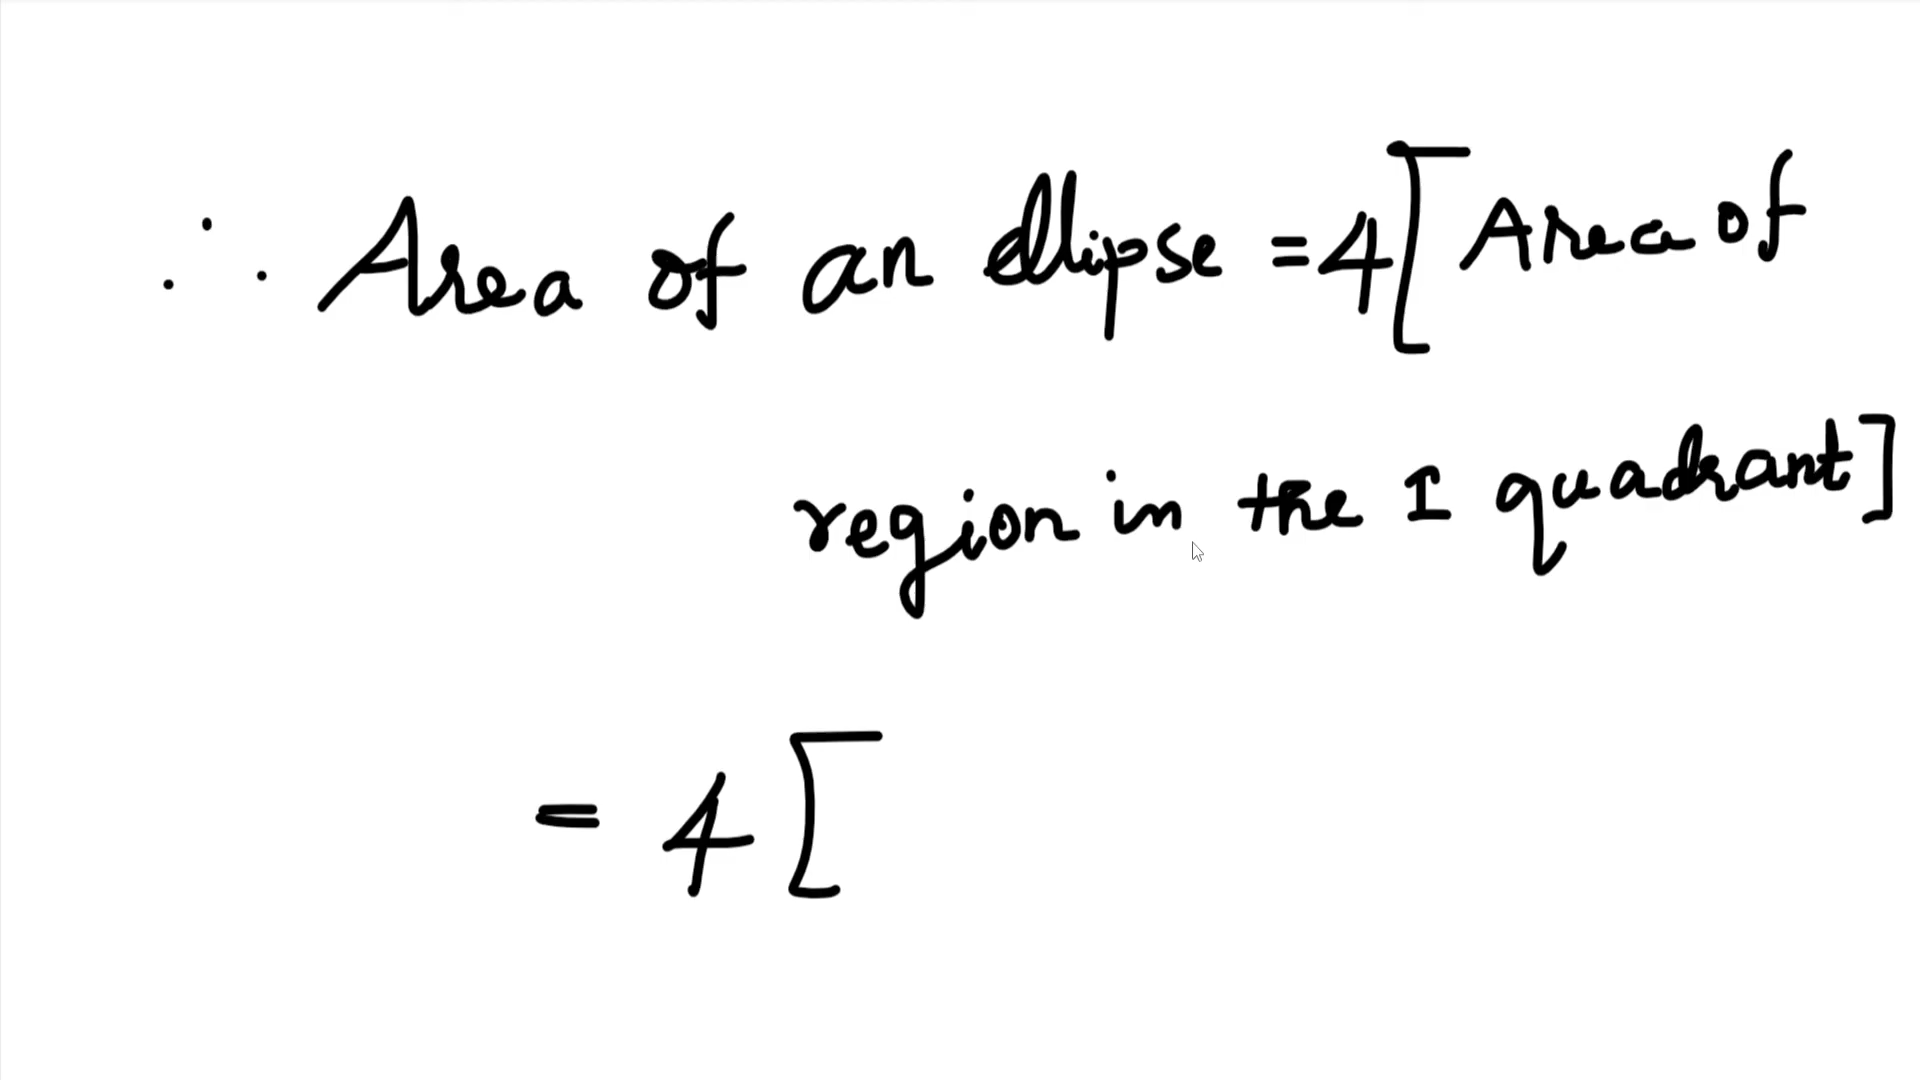 ∴ Area of an ellipse = 4[Area of
region in the I quadrant]
= 4[